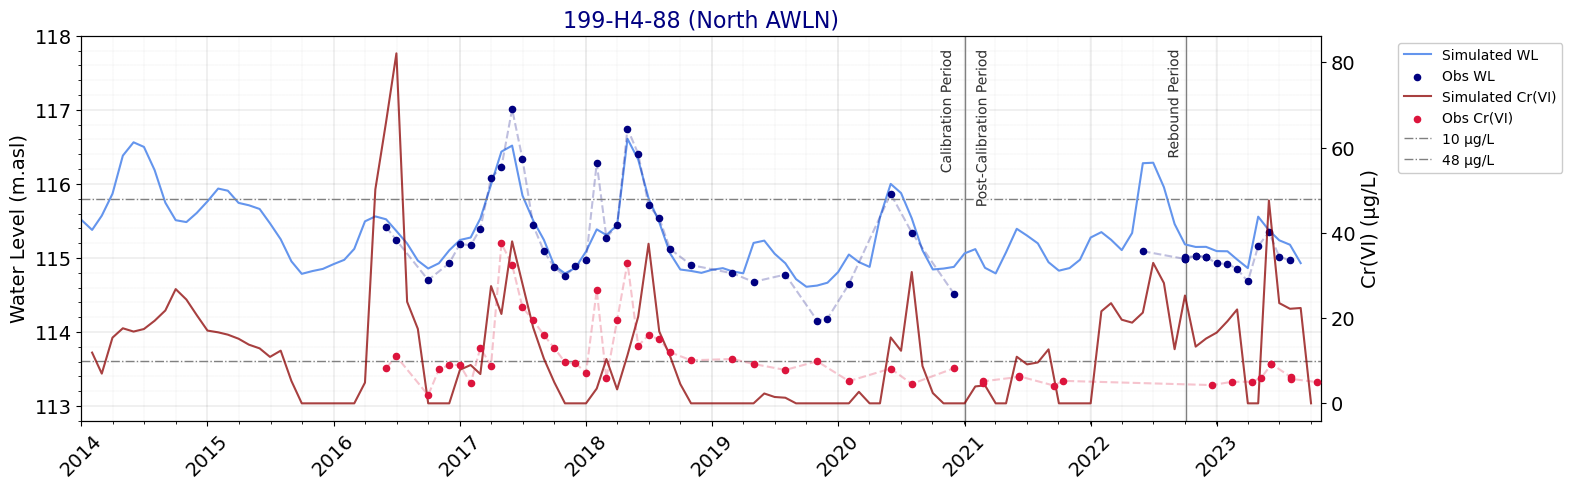 199-H4-88 (North AWLN)
Water Level (m.asl)
118
117
116
115
114
113
Calibration Period
Post-Calibration Period
Rebound Period
80
60
40
20
0
Cr(VI) (μg/L)
2014
2015
2016
2017
2018
2019
2020
2021
2022
2023
Simulated WL
Obs WL
Simulated Cr(VI)
Obs Cr(VI)
10 μg/L
48 μg/L